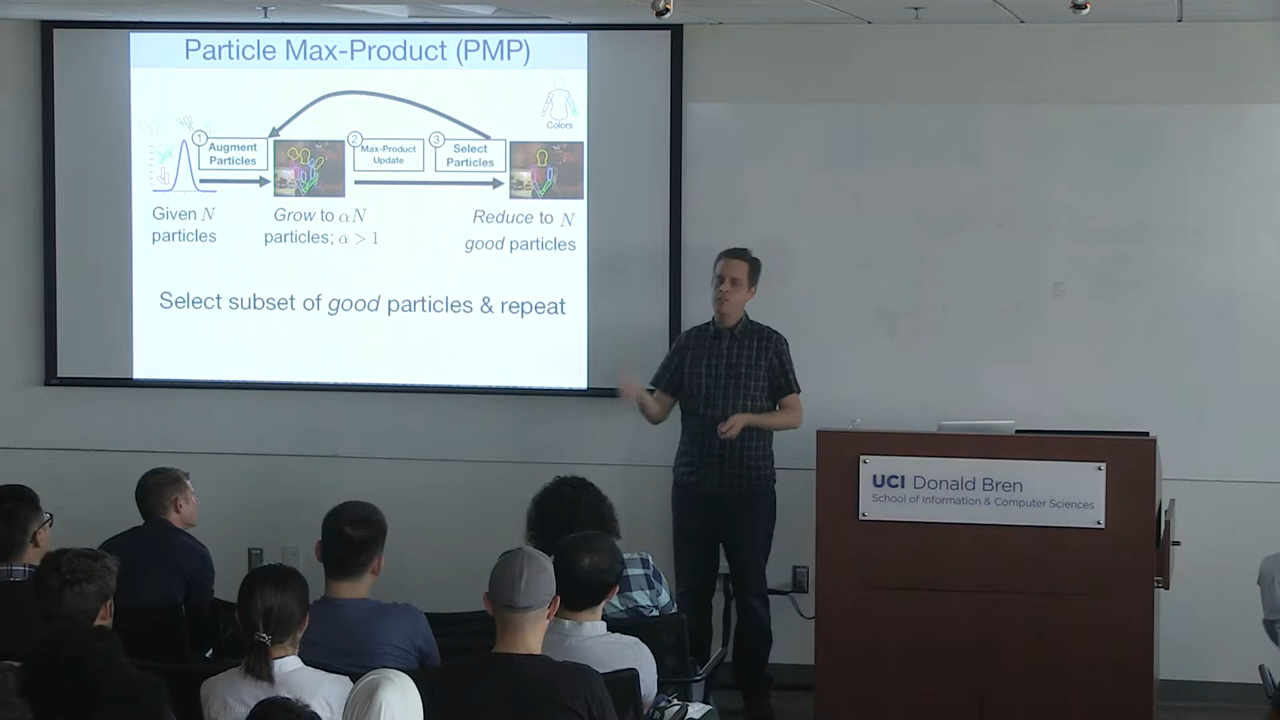 Particle Max-Product (PMP)
Colors
1 Augment
Particles
2 Max-Product
Update
3 Select
Particles
Given N
particles
Grow to αN
particles; α > 1
Reduce to N
good particles
Select subset of good particles & repeat
UCI Donald Bren
School of Information & Computer Sciences